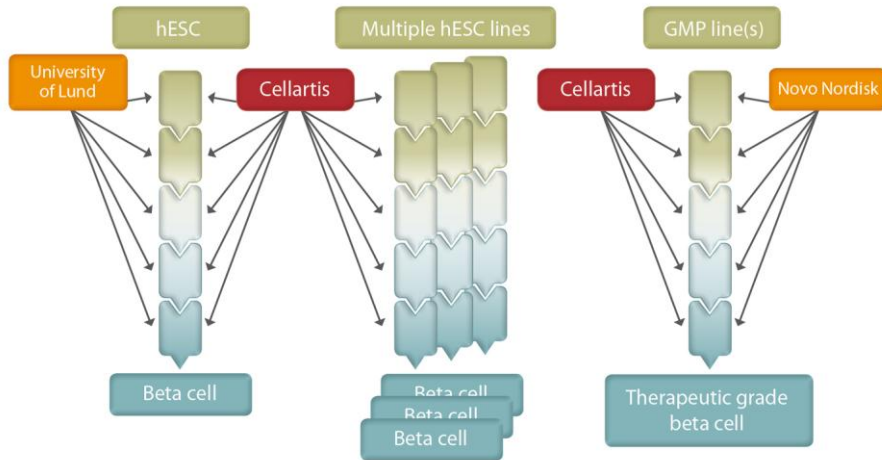 hESC
Multiple hESC lines
GMP line(s)
University
of Lund
Cellartis
Cellartis
Novo Nordisk
Beta cell
Beta cell
Beta cell
Beta cell
Therapeutic grade
beta cell